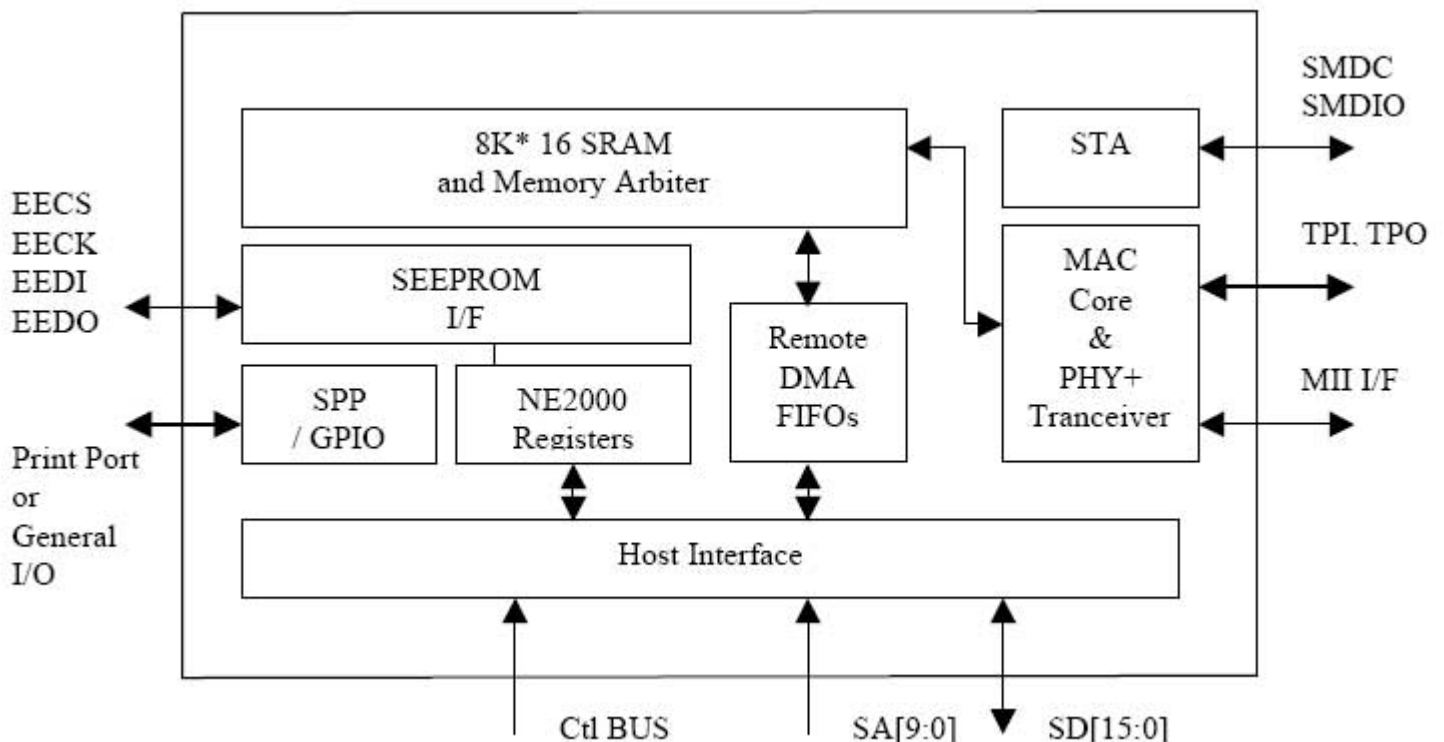 SMDC
SMDIO
8K* 16 SRAM
and Memory Arbiter
STA
EECS
EECK
EEDI
EEDO
SEEPROM
I/F
TPI, TPO
MAC
Core
&
PHY+
Tranceiver
Remote
DMA
FIFOs
SPP
/ GPIO
NE2000
Registers
MII I/F
Print Port
or
General
I/O
Host Interface
Ctl BUS
SA[9:0]
SD[15:0]